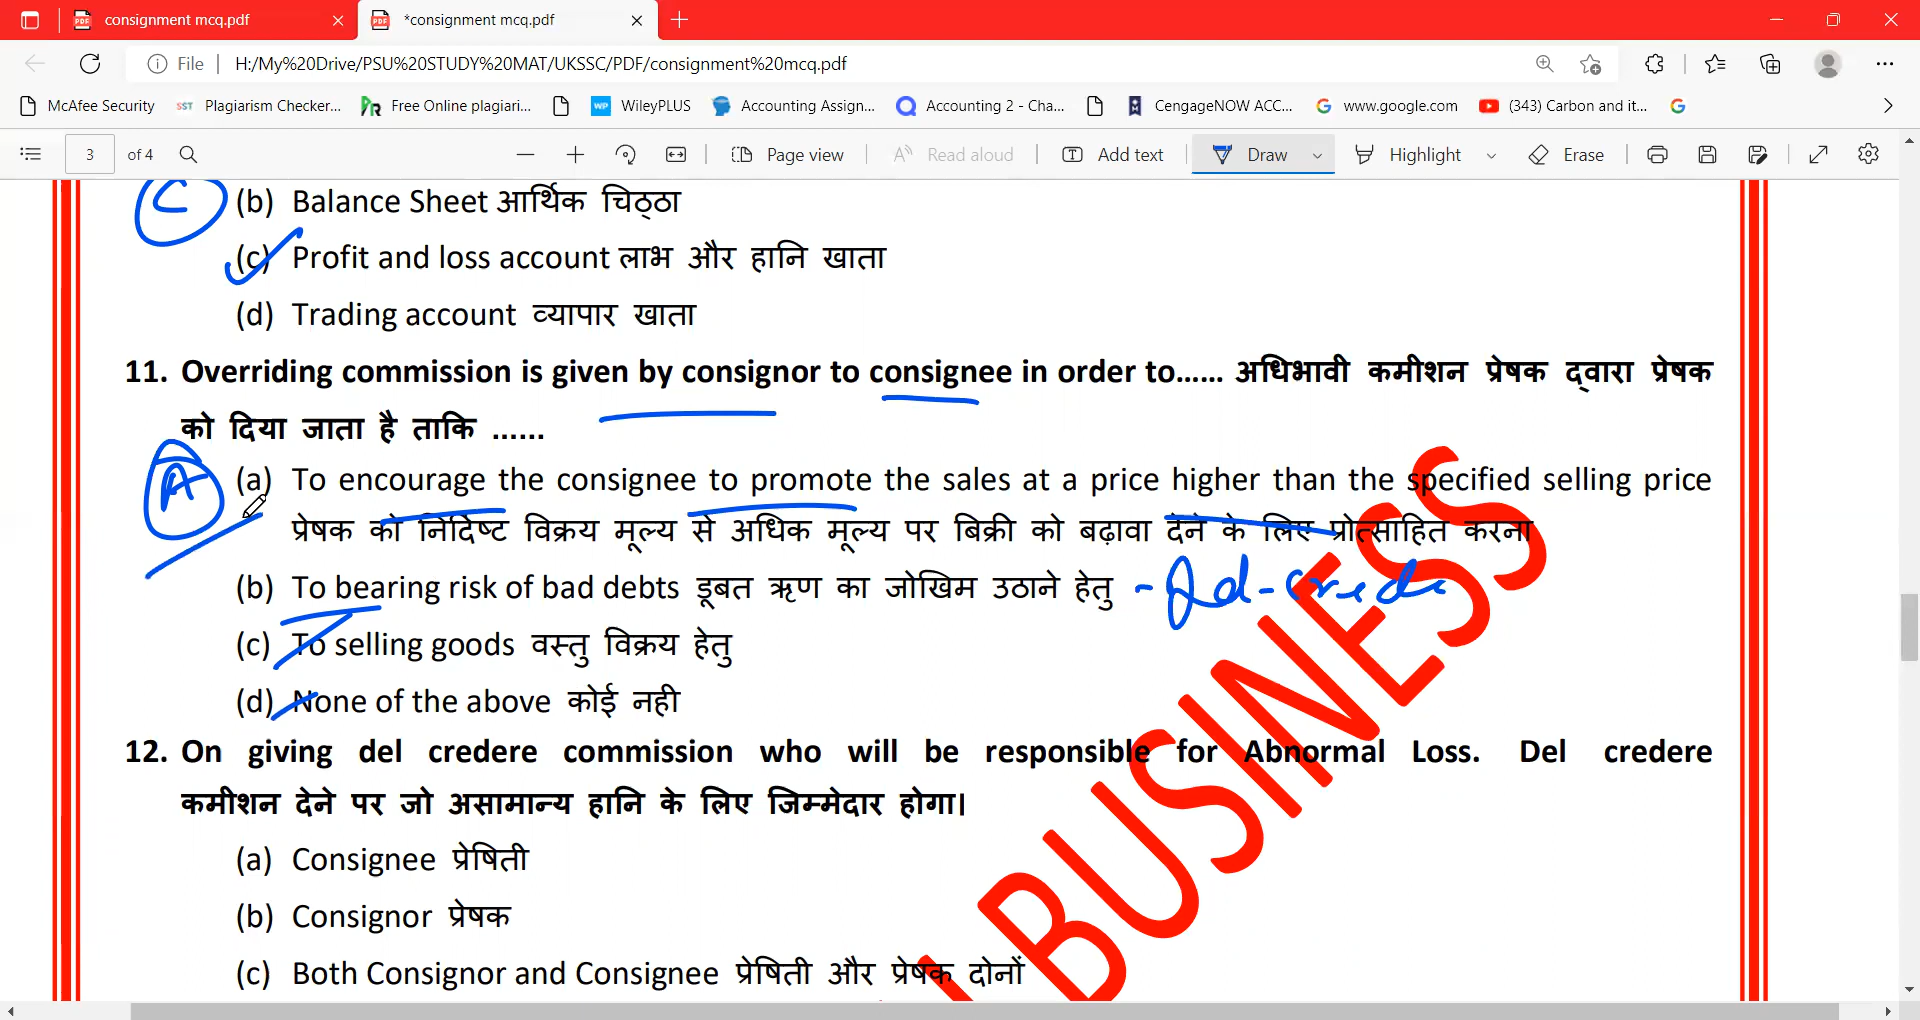 consignment mcq.pdf
*consignment mcq.pdf
File
H:/My%20Drive/PSU%20STUDY%20MAT/UKSSC/PDF/consignment%20mcq.pdf
McAfee Security
SST Plagiarism Checker...
Free Online plagiari...
WP WileyPLUS
Accounting Assign...
Accounting 2 - Cha...
CengageNOW ACC...
www.google.com
(343) Carbon and it...
3 of 4
Page view
Read aloud
Add text
Draw
Highlight
Erase
C (b) Balance Sheet आर्थिक चिठ्ठा
(c) Profit and loss account लाभ और हानि खाता
(d) Trading account व्यापार खाता
11. Overriding commission is given by consignor to consignee in order to...... अधिभावी कमीशन प्रेषक द्वारा प्रेषक
को दिया जाता है ताकि ......
A (a) To encourage the consignee to promote the sales at a price higher than the specified selling price
प्रेषक को निर्दिष्ट विक्रय मूल्य से अधिक मूल्य पर बिक्री को बढ़ावा देने के लिए प्रोत्साहित करना
(b) To bearing risk of bad debts डूबत ऋण का जोखिम उठाने हेतु
(c) To selling goods वस्तु विक्रय हेतु
(d) None of the above कोई नही
12. On giving del credere commission who will be responsible for Abnormal Loss. Del credere
कमीशन देने पर जो असामान्य हानि के लिए जिम्मेदार होगा।
(a) Consignee प्रेषिती
(b) Consignor प्रेषक
(c) Both Consignor and Consignee प्रेषिती और प्रेषक दोनों
BUSINESS